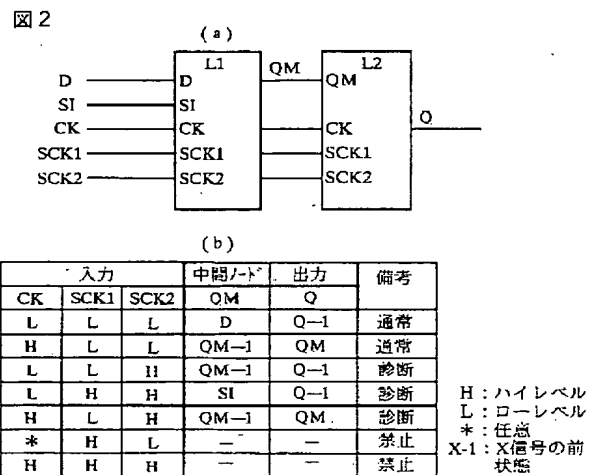 図2
(a)
L1 QM L2
D D QM
SI SI
CK CK CK Q
SCK1 SCK1 SCK1
SCK2 SCK2 SCK2
(b)
入力 中間ノード 出力 備考
CK SCK1 SCK2 QM Q
L L L D Q—1 通常
H L L QM—1 QM 通常
L L H QM—1 Q—1 診断
L H H SI Q—1 診断
H L H QM—1 QM 診断
* H L — — 禁止
H H H — — 禁止
H:ハイレベル
L:ローレベル
*:任意
X-1:X信号の前
状態